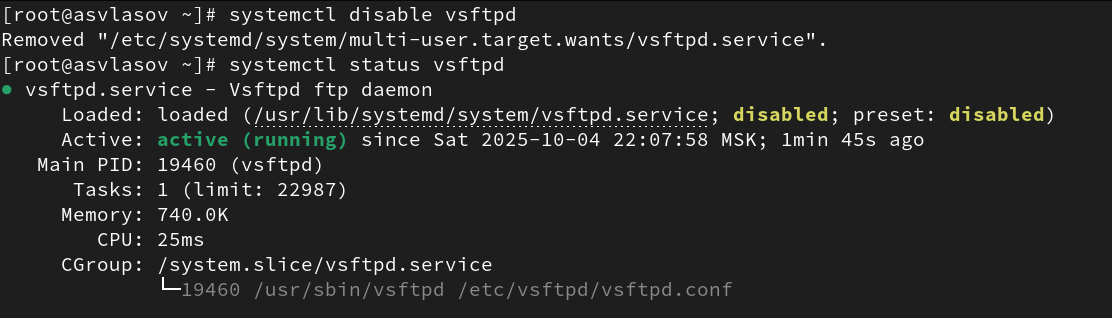 [root@asvlasov ~]# systemctl disable vsftpd
Removed "/etc/systemd/system/multi-user.target.wants/vsftpd.service".
[root@asvlasov ~]# systemctl status vsftpd
● vsftpd.service - Vsftpd ftp daemon
     Loaded: loaded (/usr/lib/systemd/system/vsftpd.service; disabled; preset: disabled)
     Active: active (running) since Sat 2025-10-04 22:07:58 MSK; 1min 45s ago
   Main PID: 19460 (vsftpd)
      Tasks: 1 (limit: 22987)
     Memory: 740.0K
        CPU: 25ms
     CGroup: /system.slice/vsftpd.service
             └─19460 /usr/sbin/vsftpd /etc/vsftpd/vsftpd.conf